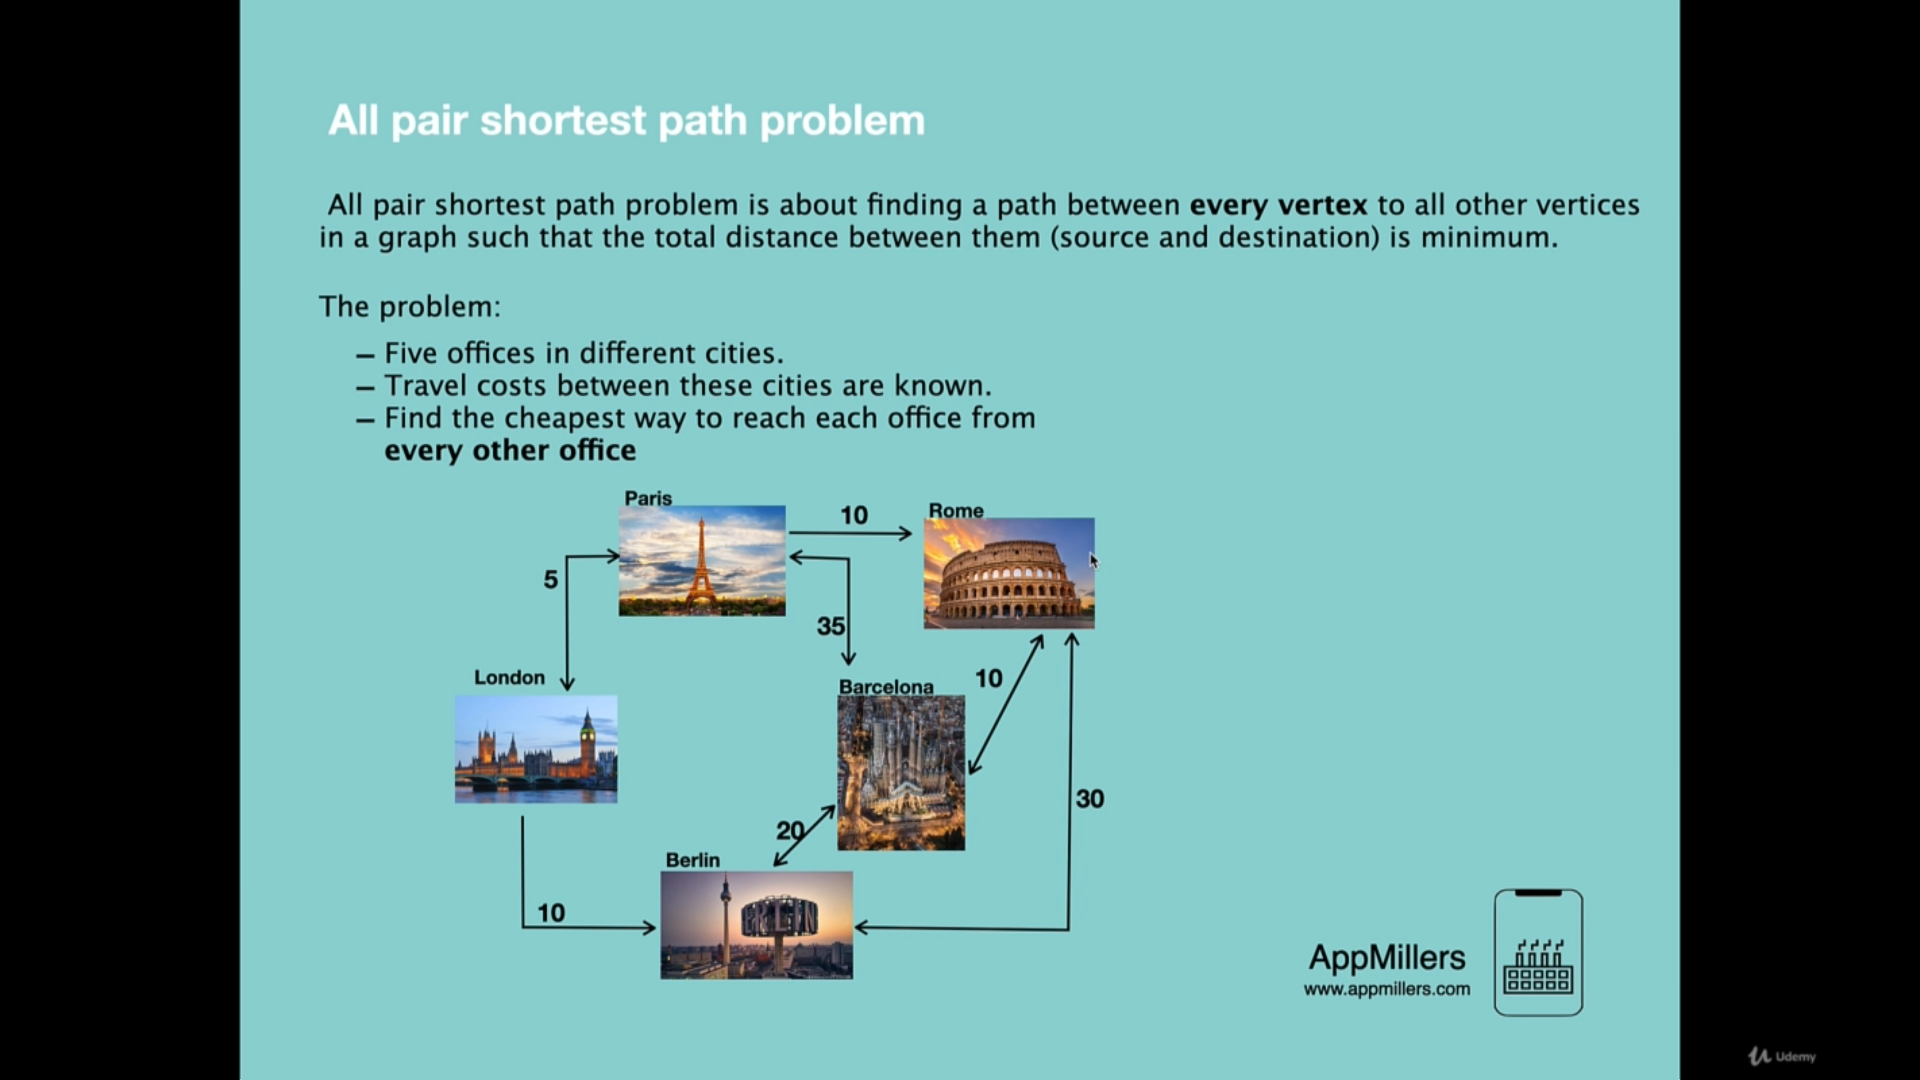 All pair shortest path problem
All pair shortest path problem is about finding a path between every vertex to all other vertices
in a graph such that the total distance between them (source and destination) is minimum.
The problem:
– Five offices in different cities.
– Travel costs between these cities are known.
– Find the cheapest way to reach each office from
every other office
Paris
10
Rome
5
35
London
10
Barcelona
30
20
Berlin
10
AppMillers
www.appmillers.com
Udemy